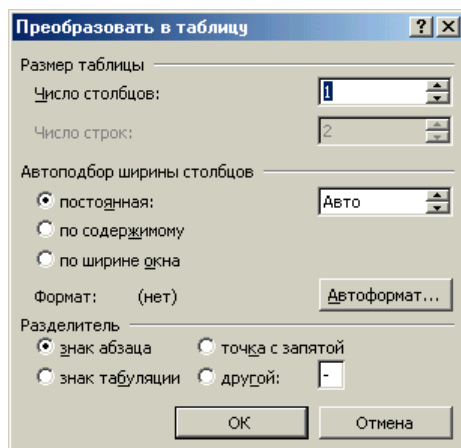 Преобразовать в таблицу
Размер таблицы
Число столбцов: 1
Число строк: 2
Автоподбор ширины столбцов
постоянная: Авто
по содержимому
по ширине окна
Формат: (нет) Автоформат...
Разделитель
знак абзаца точка с запятой
знак табуляции другой: -
ОК Отмена